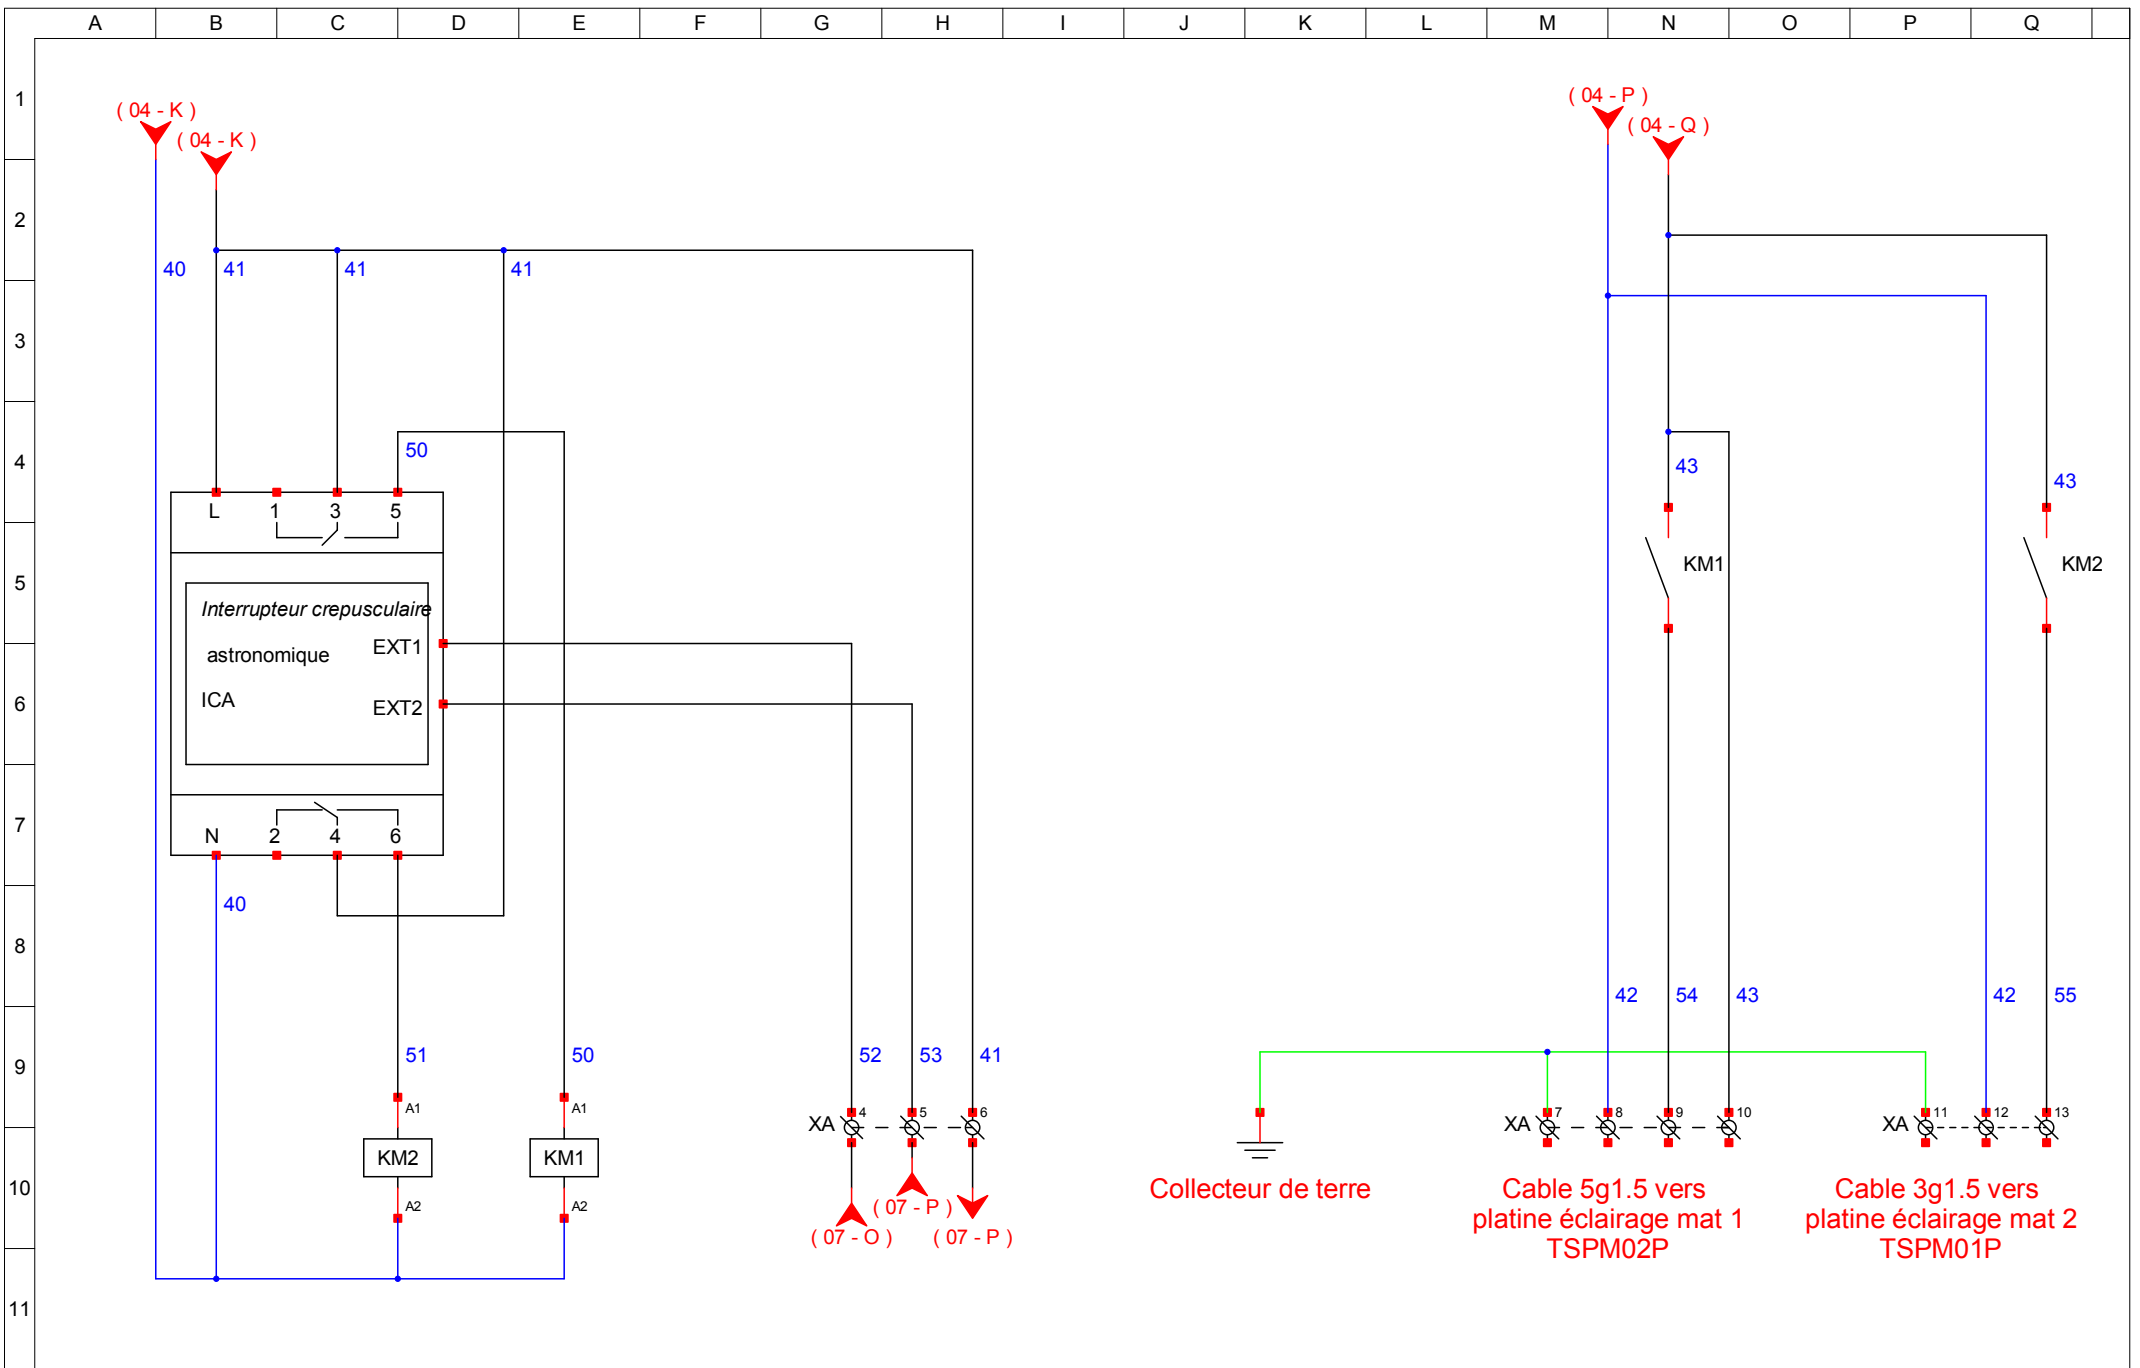 A B C D E F G H I J K L M N O P Q
1
( 04 - K )
( 04 - K )
( 04 - P )
( 04 - Q )
2
40 41 41 41
3
4
50
43
43
L 1 3 5
5
Interrupteur crepusculaire
astronomique
ICA
EXT1
EXT2
KM1
KM2
6
7
N 2 4 6
8
40
42 54 43 42 55
9
51 50 52 53 41
A1 A1
XA 4 5 6
XA 7 8 9 10
XA 11 12 13
KM2 KM1
10
A2 A2
( 07 - P )
( 07 - O ) ( 07 - P )
Collecteur de terre
Cable 5g1.5 vers
platine éclairage mat 1
TSPM02P
Cable 3g1.5 vers
platine éclairage mat 2
TSPM01P
11